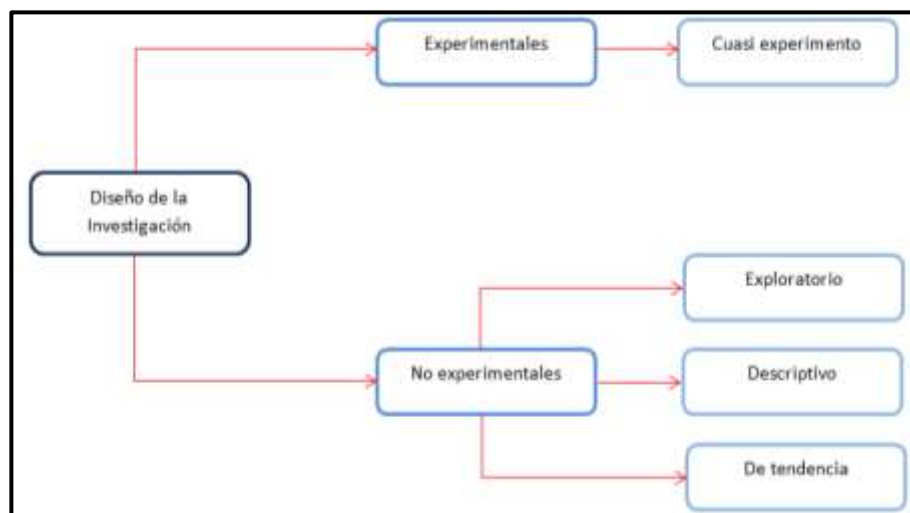 Experimentales
Cuasi experimento
Diseño de la
Investigación
Exploratorio
No experimentales
Descriptivo
De tendencia